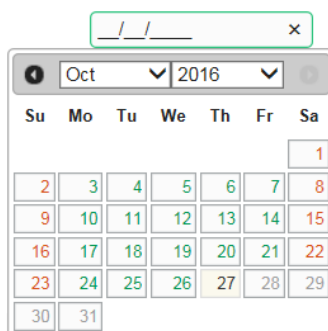 __/__/____ ×
Oct 2016
Su Mo Tu We Th Fr Sa
1
2 3 4 5 6 7 8
9 10 11 12 13 14 15
16 17 18 19 20 21 22
23 24 25 26 27 28 29
30 31